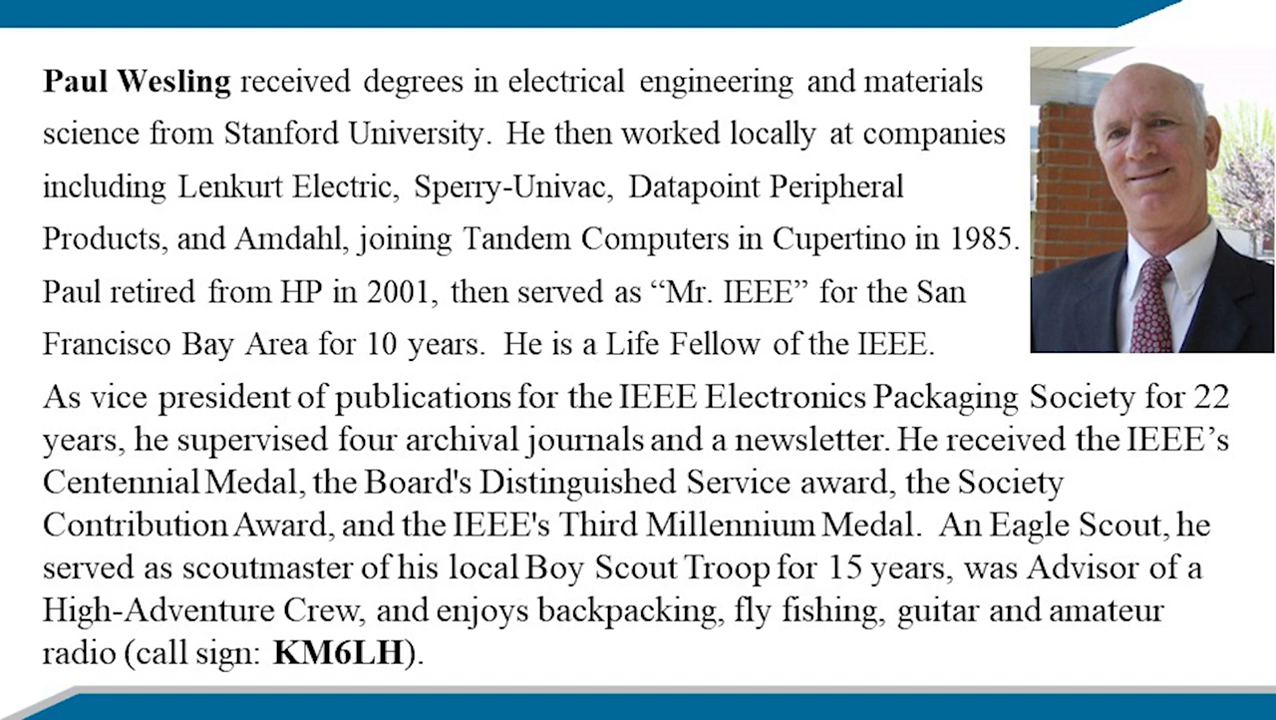 Paul Wesling received degrees in electrical engineering and materials
science from Stanford University. He then worked locally at companies
including Lenkurt Electric, Sperry-Univac, Datapoint Peripheral
Products, and Amdahl, joining Tandem Computers in Cupertino in 1985.
Paul retired from HP in 2001, then served as “Mr. IEEE” for the San
Francisco Bay Area for 10 years. He is a Life Fellow of the IEEE.
As vice president of publications for the IEEE Electronics Packaging Society for 22
years, he supervised four archival journals and a newsletter. He received the IEEE’s
Centennial Medal, the Board's Distinguished Service award, the Society
Contribution Award, and the IEEE's Third Millennium Medal. An Eagle Scout, he
served as scoutmaster of his local Boy Scout Troop for 15 years, was Advisor of a
High-Adventure Crew, and enjoys backpacking, fly fishing, guitar and amateur
radio (call sign: KM6LH).